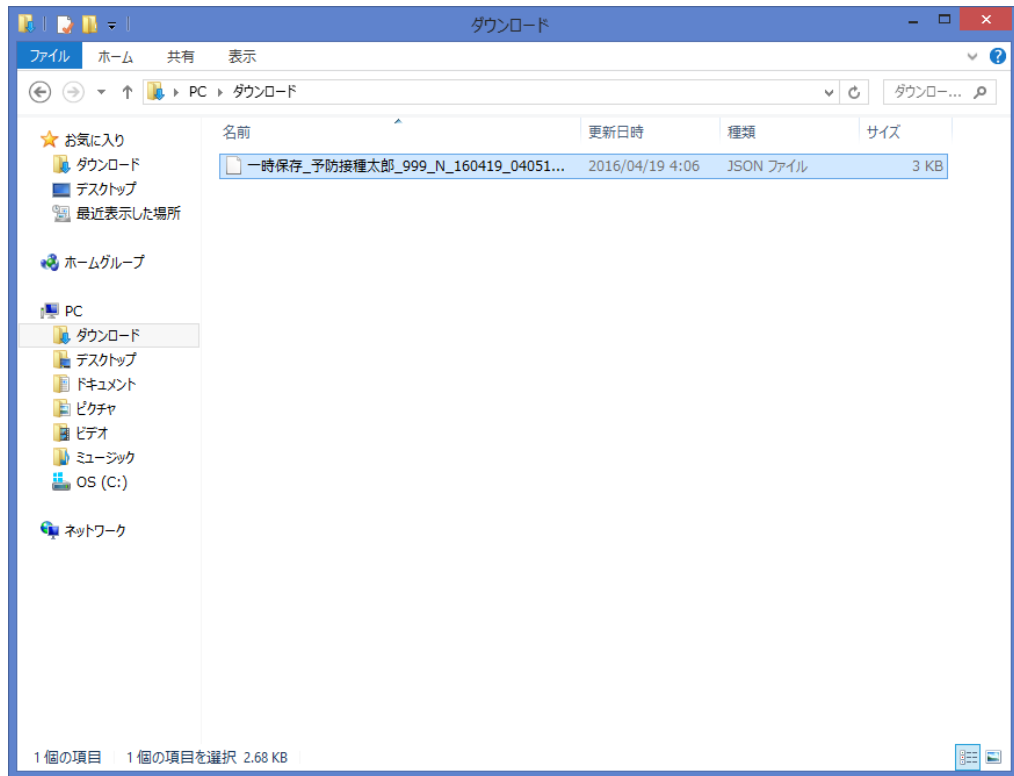 ダウンロード
ファイル ホーム 共有 表示
PC ダウンロード ダウンロー...
名前 更新日時 種類 サイズ
一時保存_予防接種太郎_999_N_160419_04051... 2016/04/19 4:06 JSON ファイル 3 KB
お気に入り
ダウンロード
デスクトップ
最近表示した場所
ホームグループ
PC
ダウンロード
デスクトップ
ドキュメント
ピクチャ
ビデオ
ミュージック
OS (C:)
ネットワーク
1 個の項目 1 個の項目を選択 2.68 KB